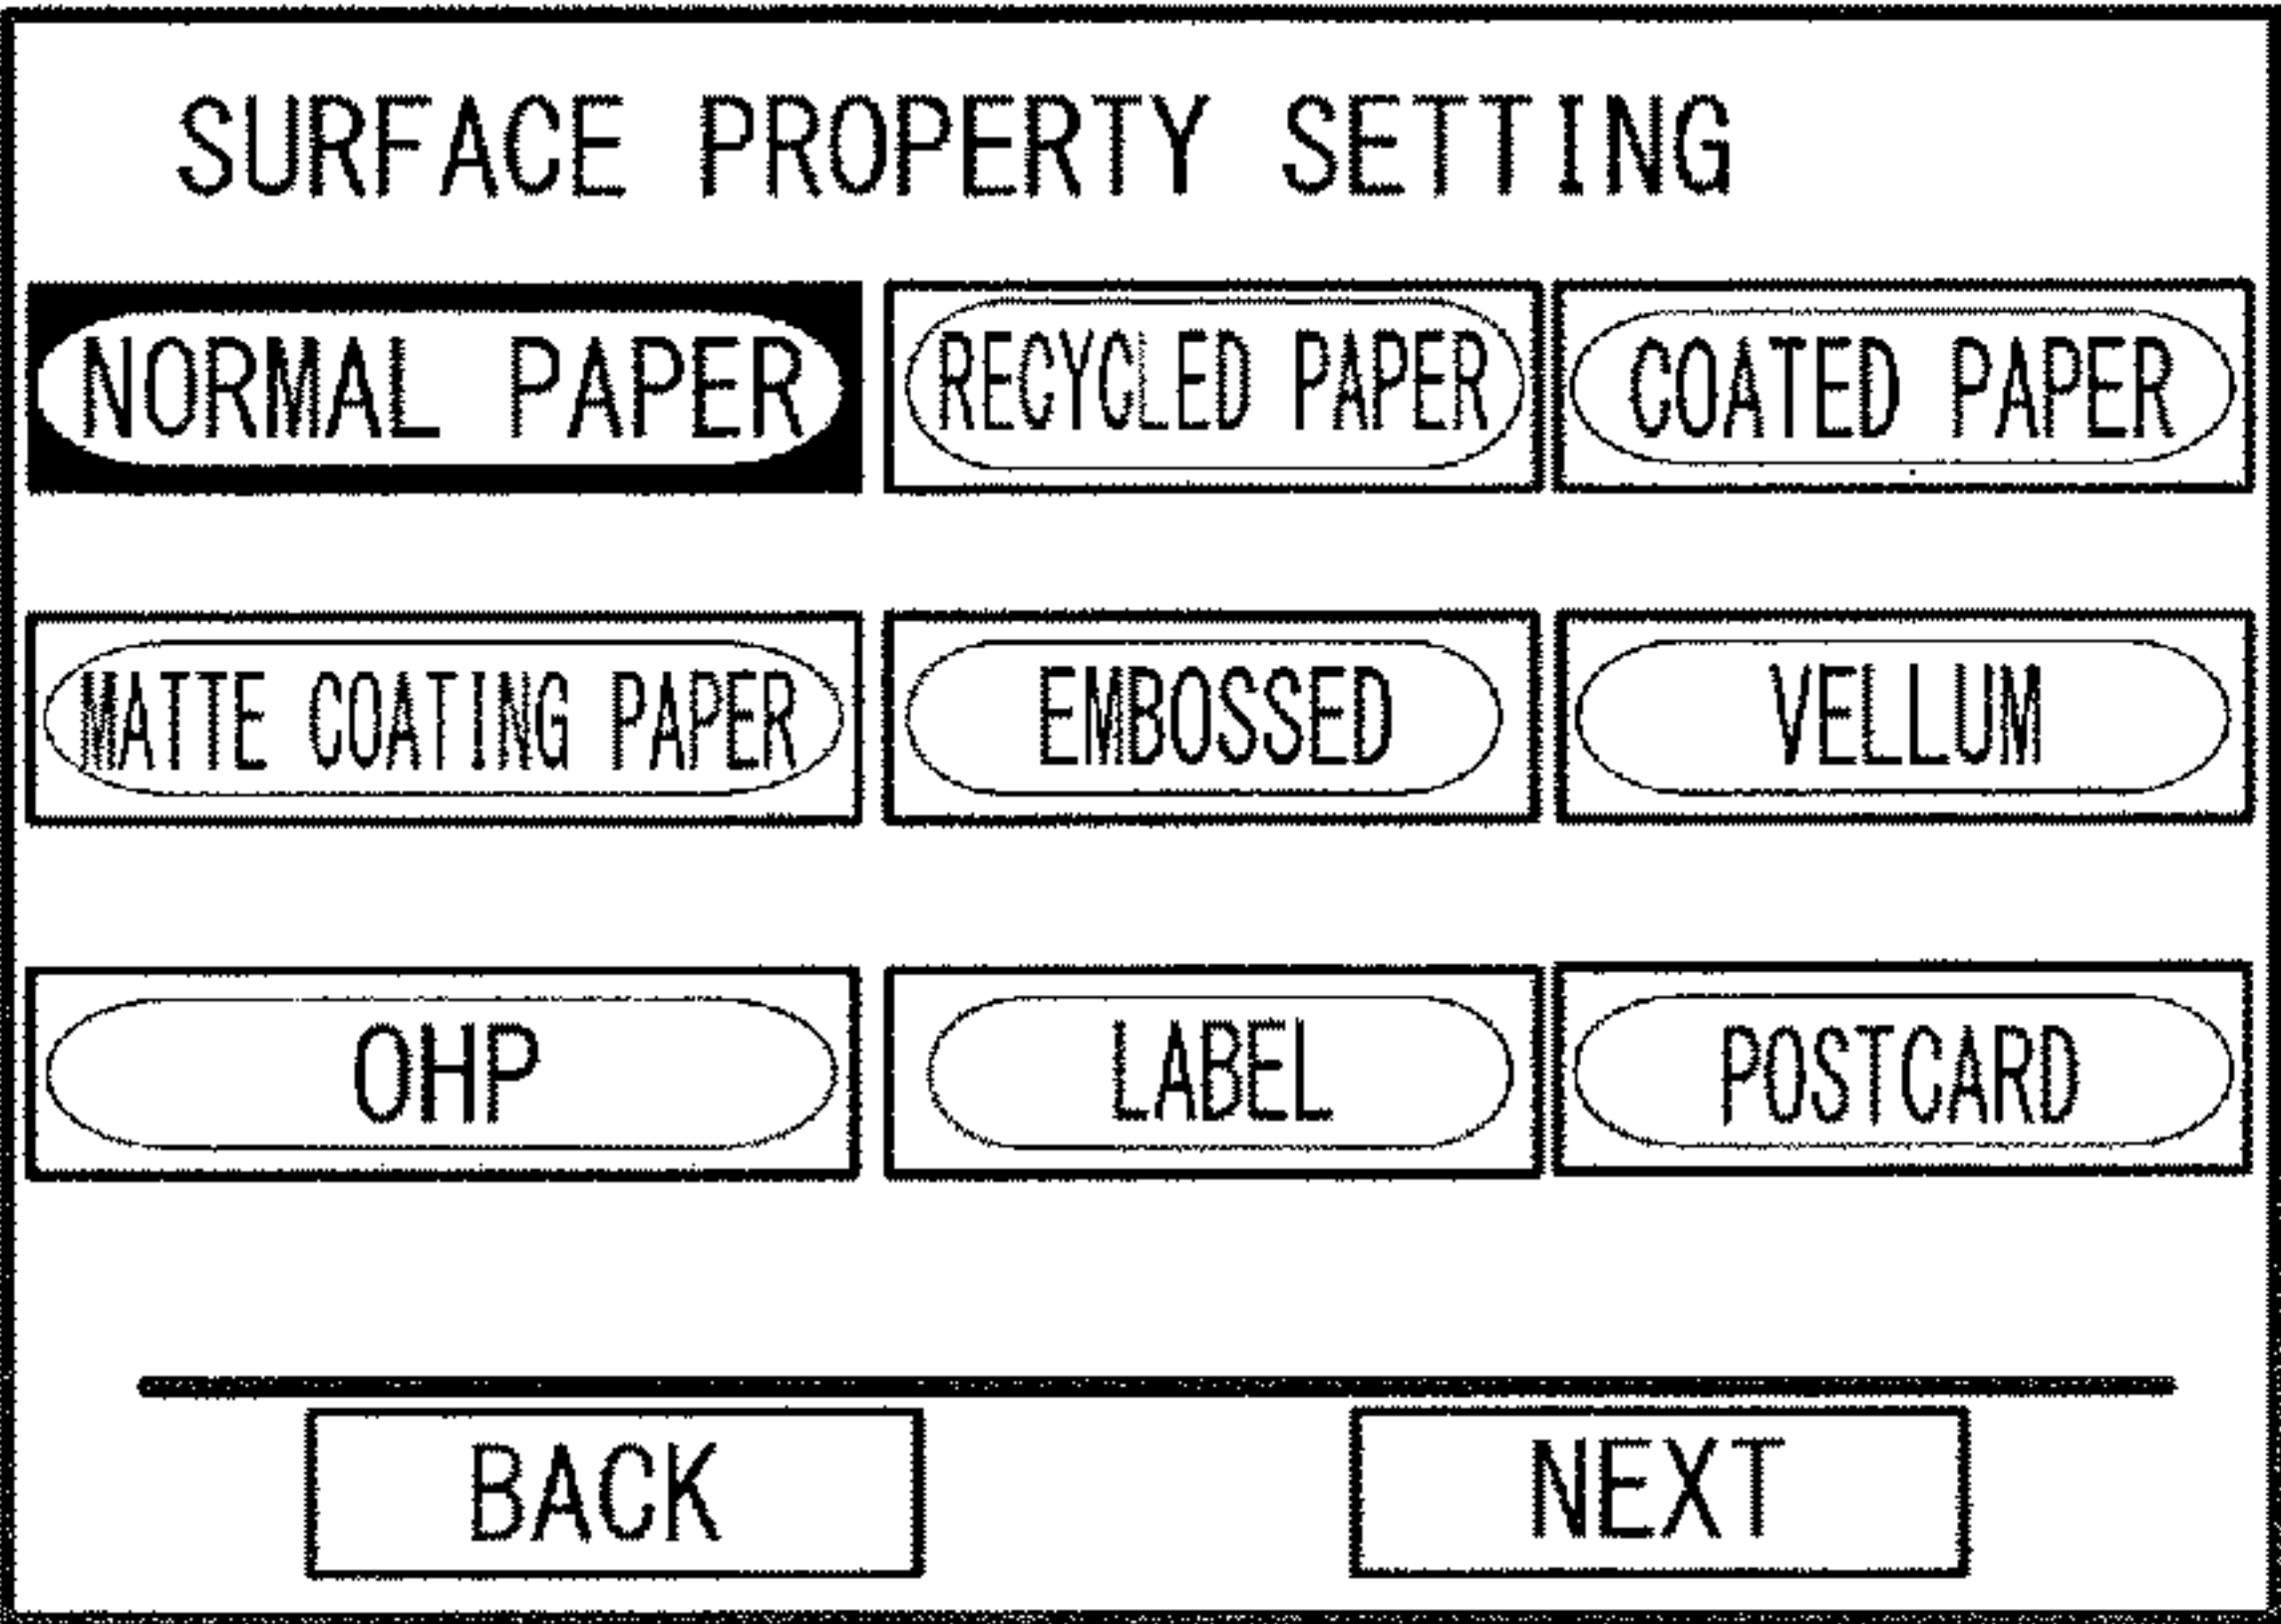 SURFACE PROPERTY SETTING
NORMAL PAPER RECYCLED PAPER COATED PAPER
MATTE COATING PAPER EMBOSSED VELLUM
OHP LABEL POSTCARD
BACK NEXT